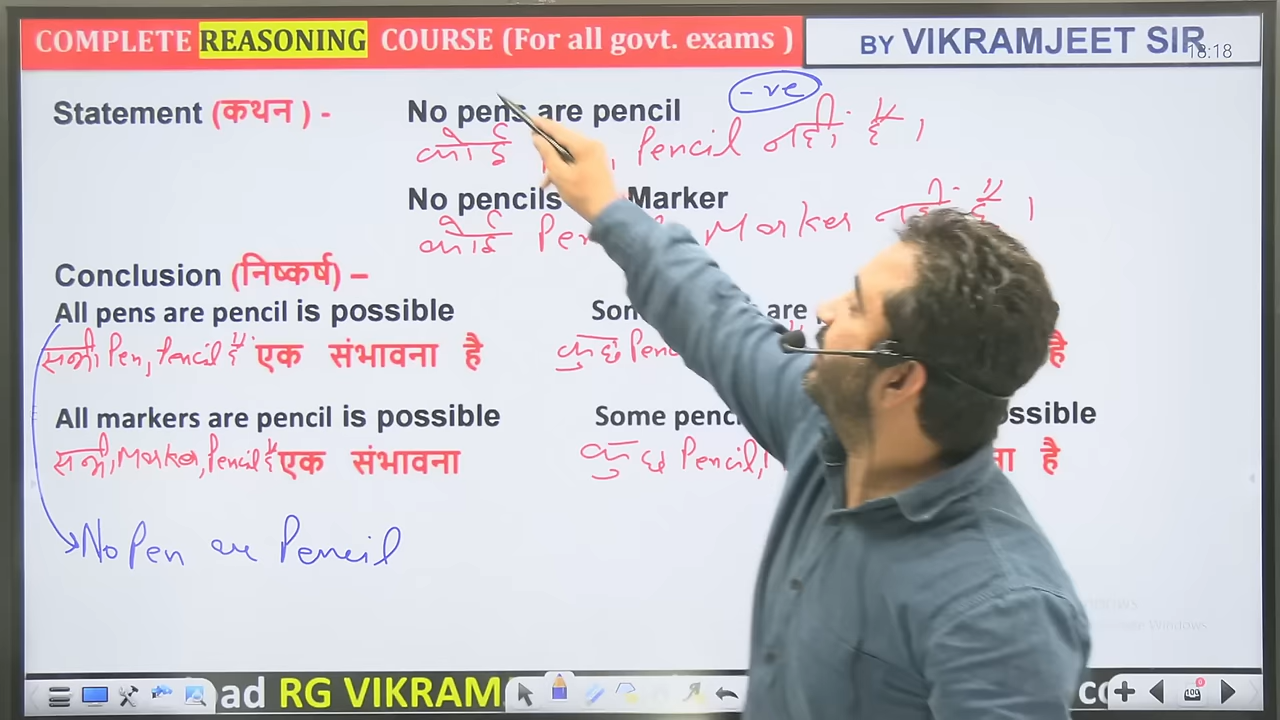 COMPLETE REASONING COURSE (For all govt. exams )
BY VIKRAMJEET SIR
18:18
Statement (कथन ) -
No pens are pencil
-ve
कोई , Pencil नहीं है ।
No pencils Marker
कोई Marker नहीं है ।
Conclusion (निष्कर्ष) –
All pens are pencil is possible
are
सभी Pen, Pencil है एक संभावना है
कुछ है
All markers are pencil is possible
Some possible
सभी Marker, Pencil है एक संभावना
कुछ Pencil, है
No Pen are Pencil
ad RG VIKRAM